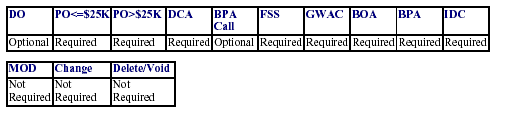 DO PO<=$25K PO>$25K DCA BPA Call FSS GWAC BOA BPA IDC
Optional Required Required Required Optional Required Required Required Required Required
MOD Change Delete/Void
Not Required Not Required Not Required